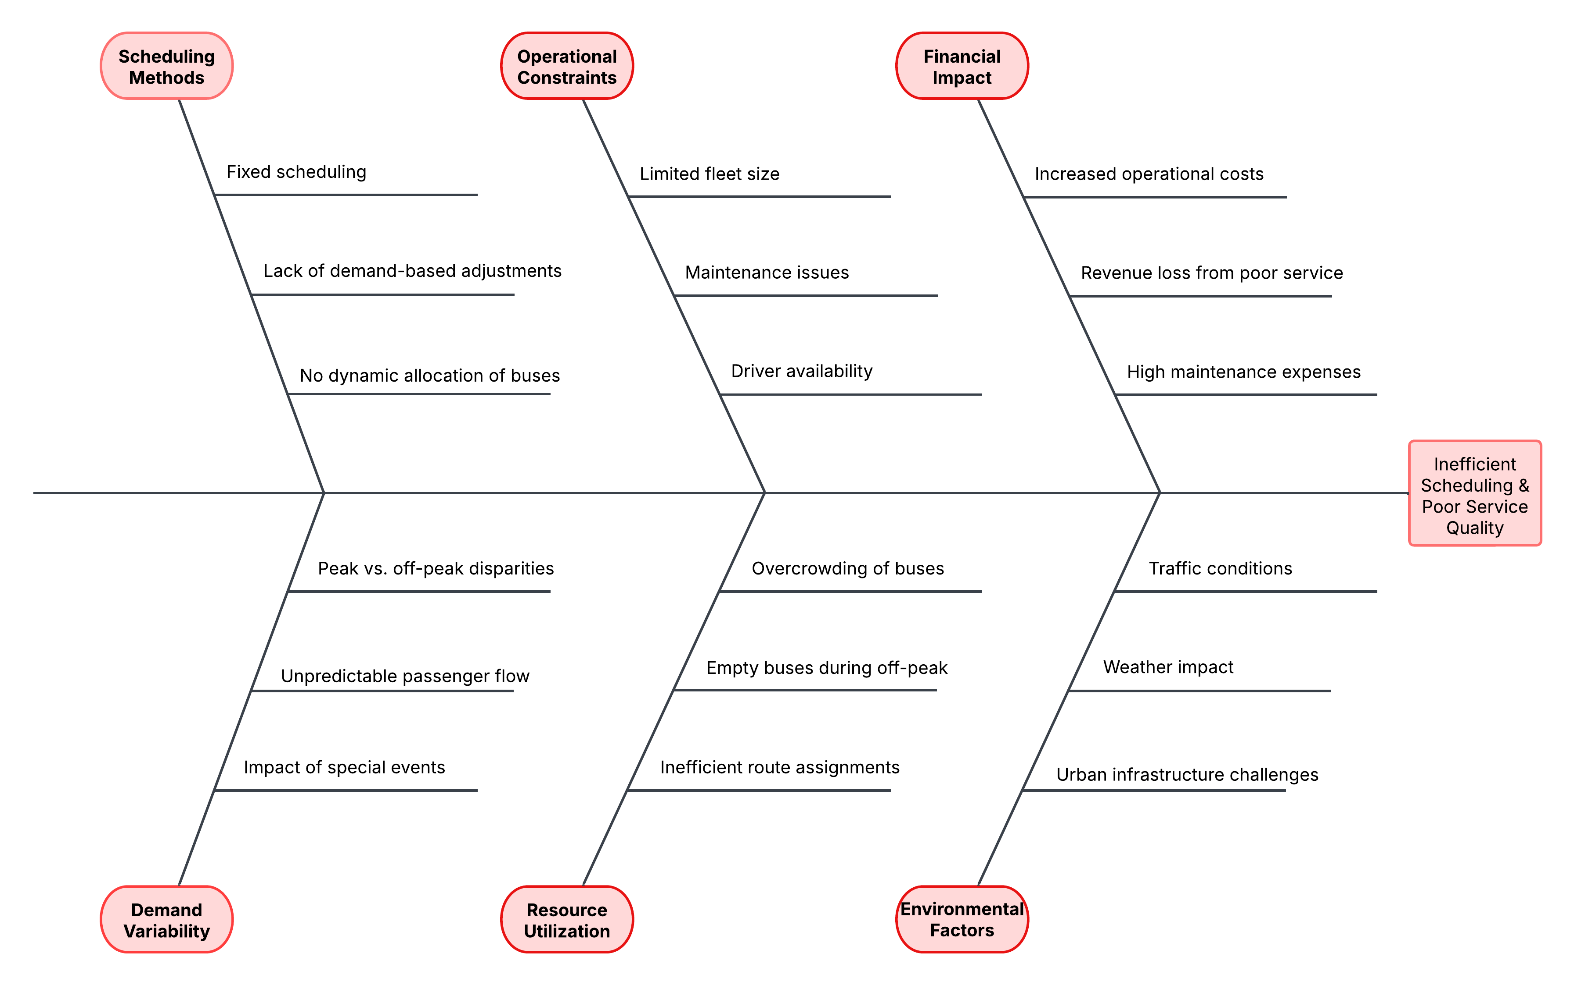 Scheduling
Methods
Operational
Constraints
Financial
Impact
Fixed scheduling
Limited fleet size
Increased operational costs
Lack of demand-based adjustments
Maintenance issues
Revenue loss from poor service
No dynamic allocation of buses
Driver availability
High maintenance expenses
Inefficient
Scheduling &
Poor Service
Quality
Peak vs. off-peak disparities
Overcrowding of buses
Traffic conditions
Unpredictable passenger flow
Empty buses during off-peak
Weather impact
Impact of special events
Inefficient route assignments
Urban infrastructure challenges
Demand
Variability
Resource
Utilization
Environmental
Factors